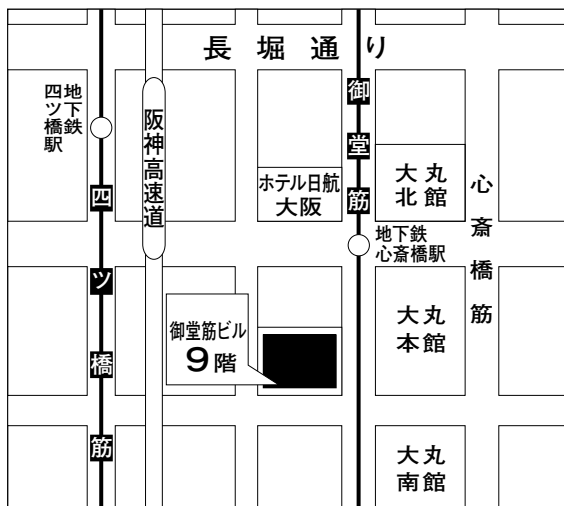 長堀通り
地下鉄
四ツ橋駅
阪神高速道
御堂筋
四ツ橋筋
ホテル日航
大阪
大丸
北館
心斎橋筋
地下鉄
心斎橋駅
御堂筋ビル
9階
大丸
本館
大丸
南館